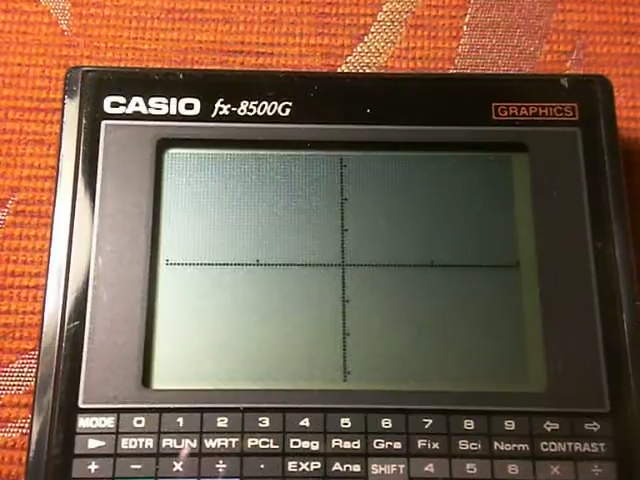 CASIO fx-8500G GRAPHICS
MODE 0 1 2 3 4 5 6 7 8 9 ⇦ ⇨
► EDTR RUN WRT PCL Deg Rad Gra Fix Sci Norm CONTRAST
+ − × ÷ · EXP Ans SHIFT 4 5 6 × ÷